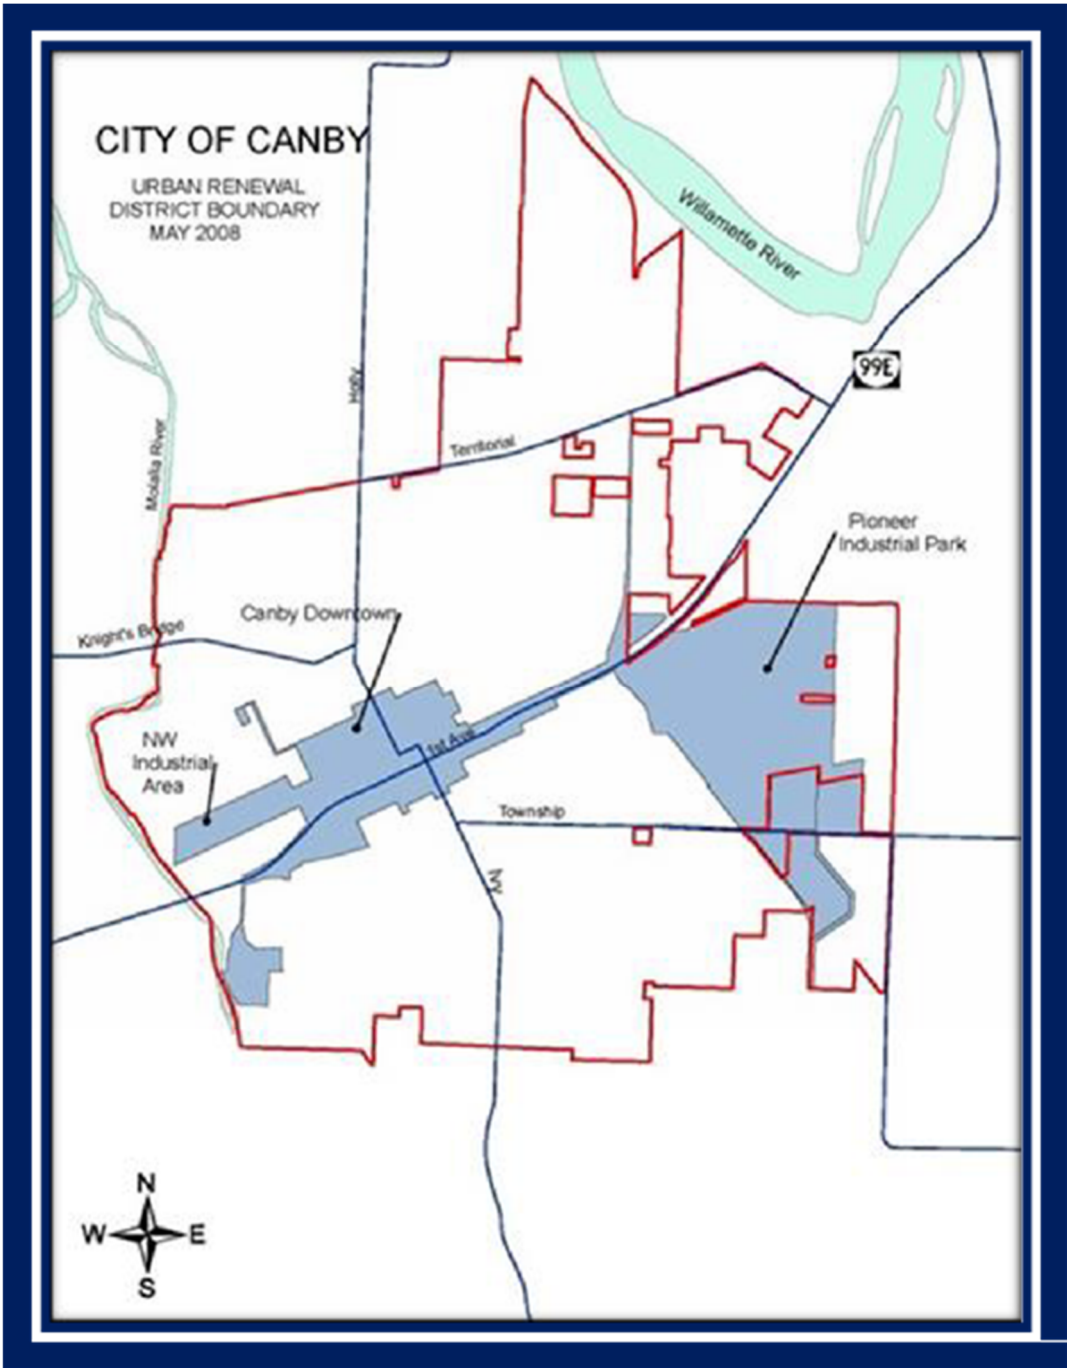 CITY OF CANBY
URBAN RENEWAL
DISTRICT BOUNDARY
MAY 2008
Willamette River
99E
Holly
Territorial
Molalla River
Pioneer
Industrial Park
Canby Downtown
Knight's Bridge
1st Ave
NW
Industrial
Area
Township
IVY
N
W
E
S